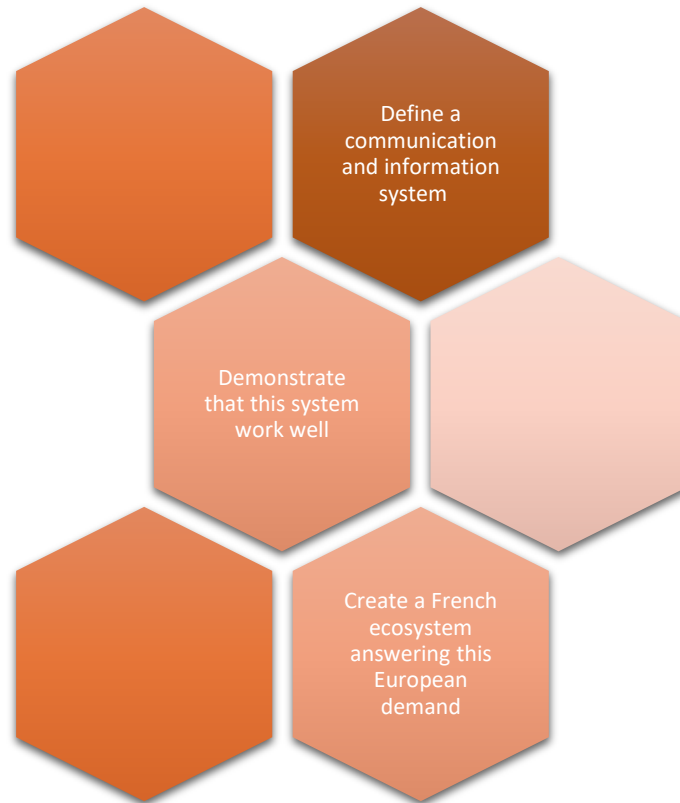 Define a
communication
and information
system
Demonstrate
that this system
work well
Create a French
ecosystem
answering this
European
demand